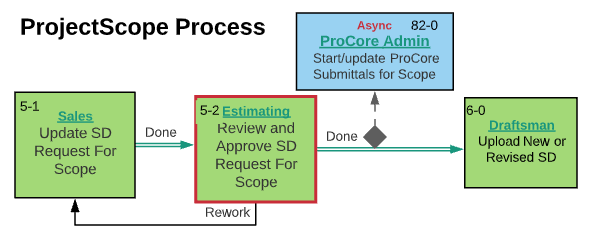 ProjectScope Process
Async 82-0
ProCore Admin
Start/update ProCore
Submittals for Scope
5-1
Sales
Update SD
Request For
Scope
Done
5-2 Estimating
Review and
Approve SD
Request For
Scope
Done
6-0
Draftsman
Upload New or
Revised SD
Rework